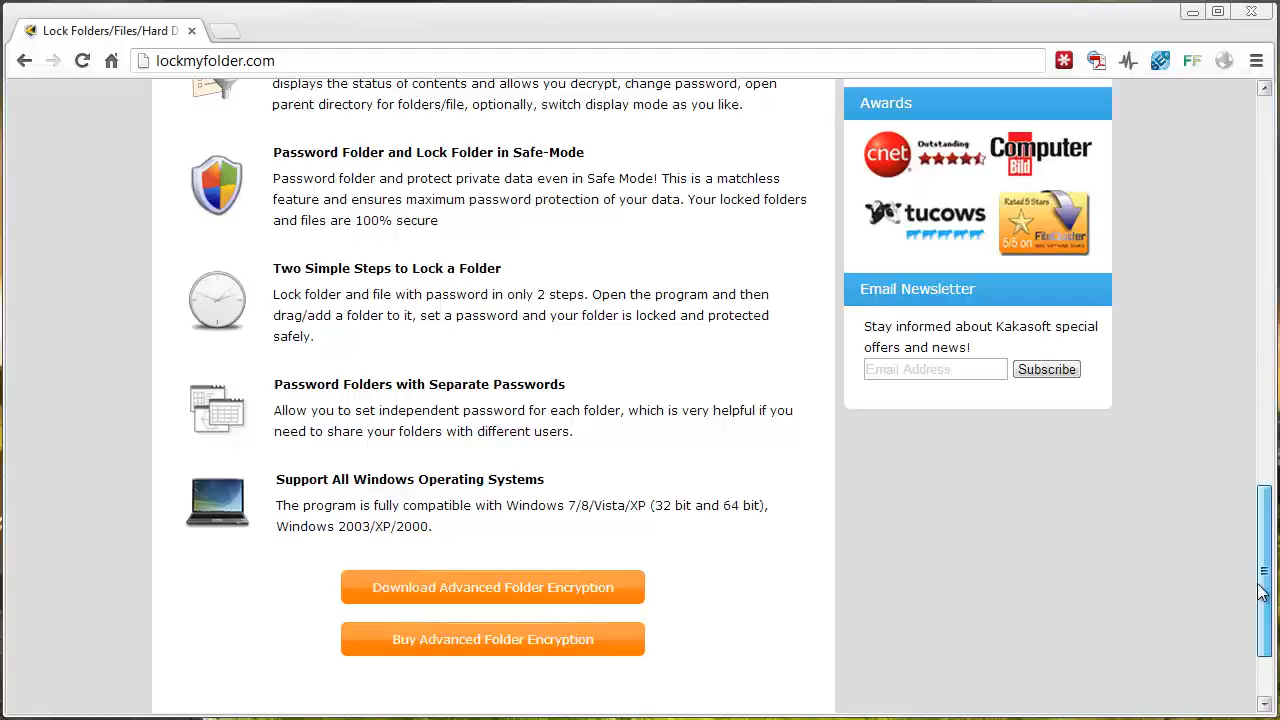 Lock Folders/Files/Hard D
lockmyfolder.com
FF
displays the status of contents and allows you decrypt, change password, open
parent directory for folders/file, optionally, switch display mode as you like.
Password Folder and Lock Folder in Safe-Mode
Password folder and protect private data even in Safe Mode! This is a matchless
feature and ensures maximum password protection of your data. Your locked folders
and files are 100% secure
Two Simple Steps to Lock a Folder
Lock folder and file with password in only 2 steps. Open the program and then
drag/add a folder to it, set a password and your folder is locked and protected
safely.
Password Folders with Separate Passwords
Allow you to set independent password for each folder, which is very helpful if you
need to share your folders with different users.
Support All Windows Operating Systems
The program is fully compatible with Windows 7/8/Vista/XP (32 bit and 64 bit),
Windows 2003/XP/2000.
Download Advanced Folder Encryption
Buy Advanced Folder Encryption
Awards
cnet Outstanding
Computer
Bild
tucows
Rated 5 Stars
5/5 on
Email Newsletter
Stay informed about Kakasoft special
offers and news!
Email Address
Subscribe